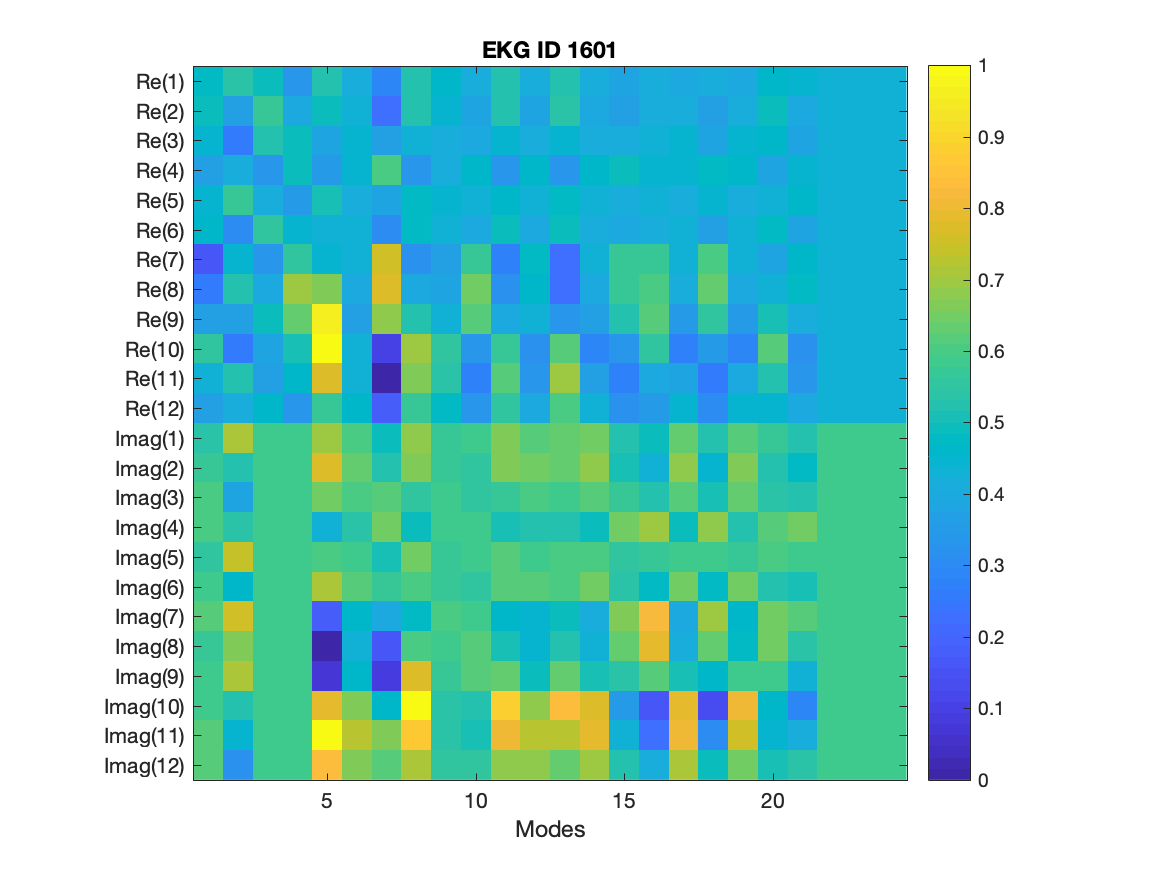 EKG ID 1601
Re(1)
Re(2)
Re(3)
Re(4)
Re(5)
Re(6)
Re(7)
Re(8)
Re(9)
Re(10)
Re(11)
Re(12)
Imag(1)
Imag(2)
Imag(3)
Imag(4)
Imag(5)
Imag(6)
Imag(7)
Imag(8)
Imag(9)
Imag(10)
Imag(11)
Imag(12)
5 10 15 20
Modes
1
0.9
0.8
0.7
0.6
0.5
0.4
0.3
0.2
0.1
0